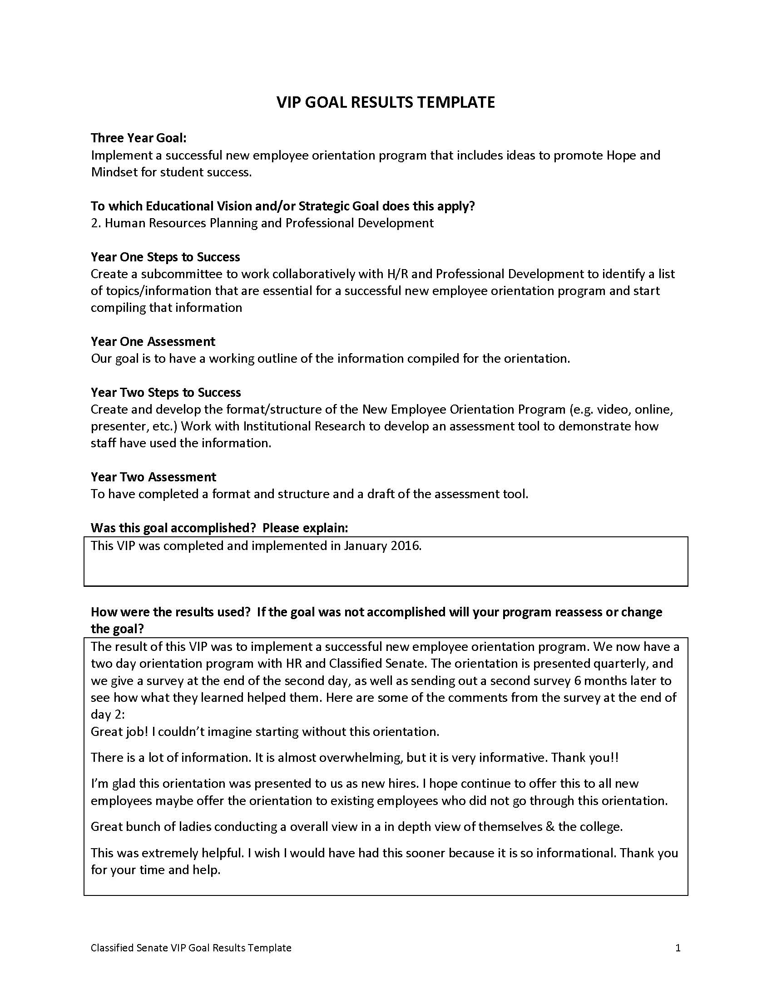 VIP GOAL RESULTS TEMPLATE
Three Year Goal:
Implement a successful new employee orientation program that includes ideas to promote Hope and
Mindset for student success.
To which Educational Vision and/or Strategic Goal does this apply?
2. Human Resources Planning and Professional Development
Year One Steps to Success
Create a subcommittee to work collaboratively with H/R and Professional Development to identify a list
of topics/information that are essential for a successful new employee orientation program and start
compiling that information
Year One Assessment
Our goal is to have a working outline of the information compiled for the orientation.
Year Two Steps to Success
Create and develop the format/structure of the New Employee Orientation Program (e.g. video, online,
presenter, etc.) Work with Institutional Research to develop an assessment tool to demonstrate how
staff have used the information.
Year Two Assessment
To have completed a format and structure and a draft of the assessment tool.
Was this goal accomplished?  Please explain:
This VIP was completed and implemented in January 2016.
How were the results used?  If the goal was not accomplished will your program reassess or change
the goal?
The result of this VIP was to implement a successful new employee orientation program. We now have a
two day orientation program with HR and Classified Senate. The orientation is presented quarterly, and
we give a survey at the end of the second day, as well as sending out a second survey 6 months later to
see how what they learned helped them. Here are some of the comments from the survey at the end of
day 2:
Great job! I couldn’t imagine starting without this orientation.
There is a lot of information. It is almost overwhelming, but it is very informative. Thank you!!
I’m glad this orientation was presented to us as new hires. I hope continue to offer this to all new
employees maybe offer the orientation to existing employees who did not go through this orientation.
Great bunch of ladies conducting a overall view in a in depth view of themselves & the college.
This was extremely helpful. I wish I would have had this sooner because it is so informational. Thank you
for your time and help.
Classified Senate VIP Goal Results Template 1